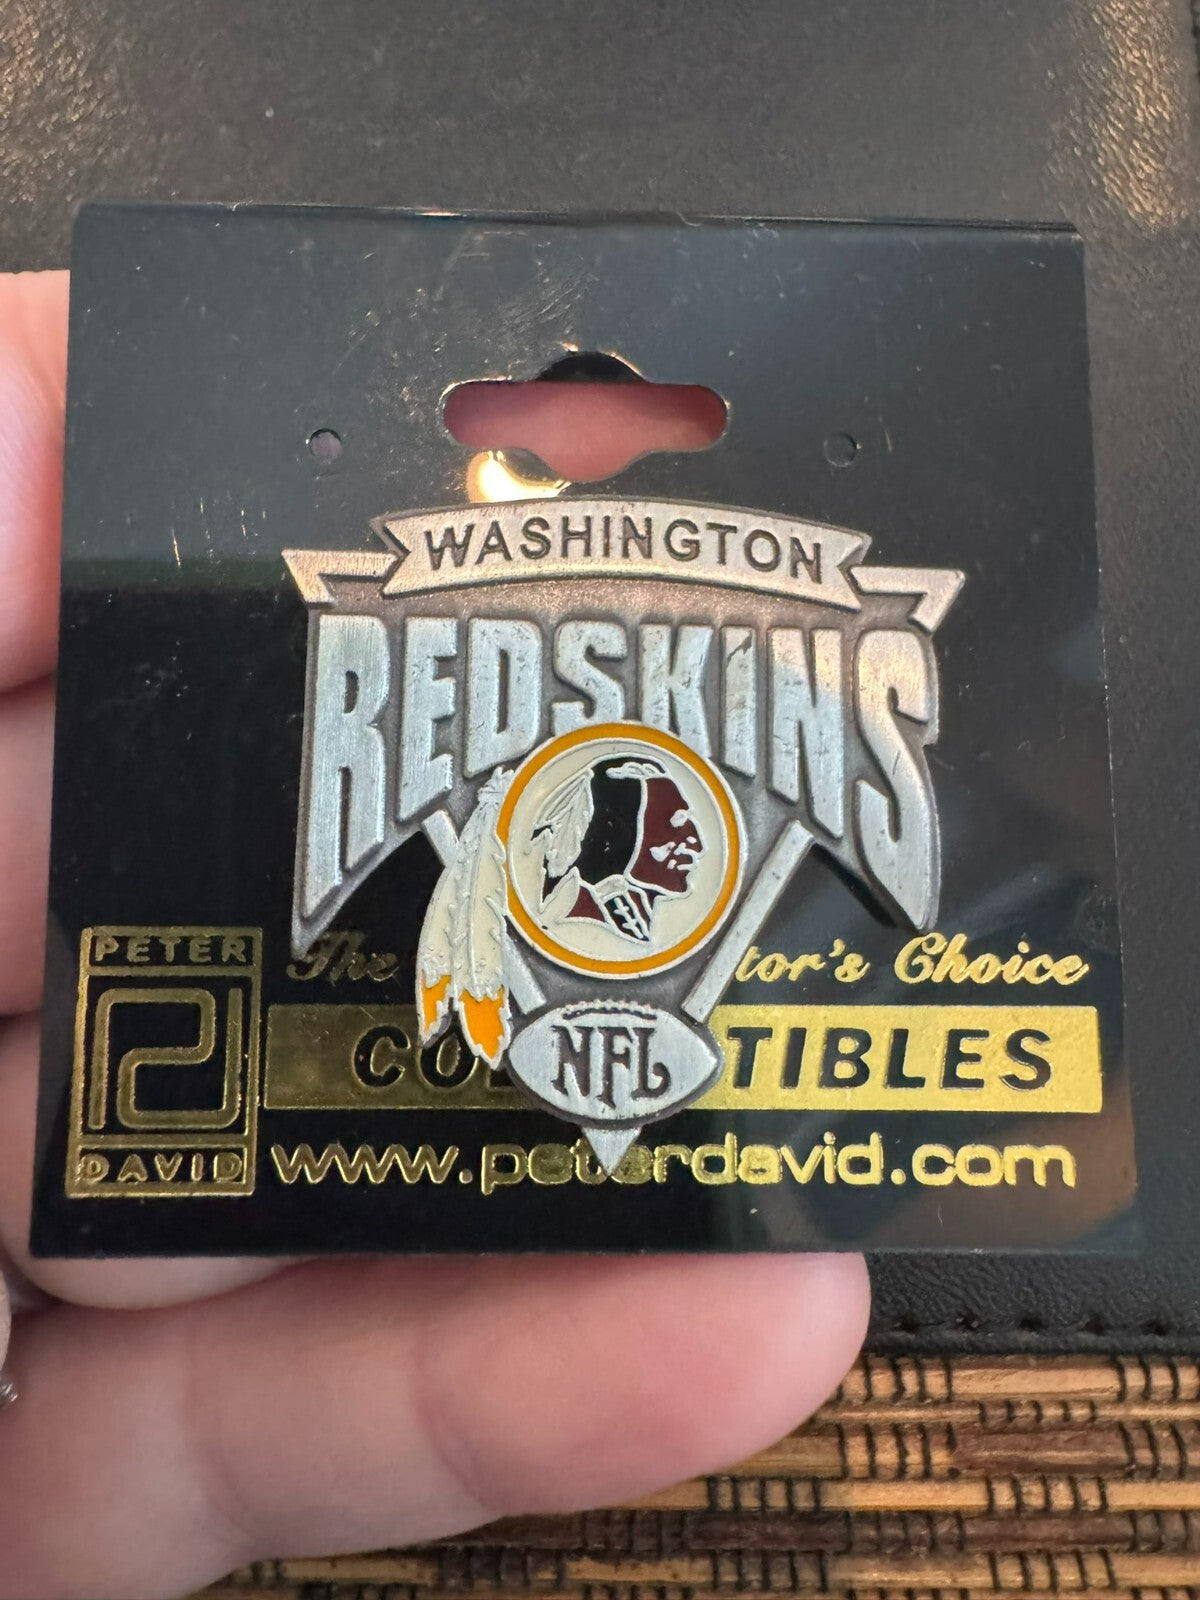 WASHINGTON
REDSKINS
NFL
PETER
DAVID
The tor's Choice
CO TIBLES
www.peterdavid.com